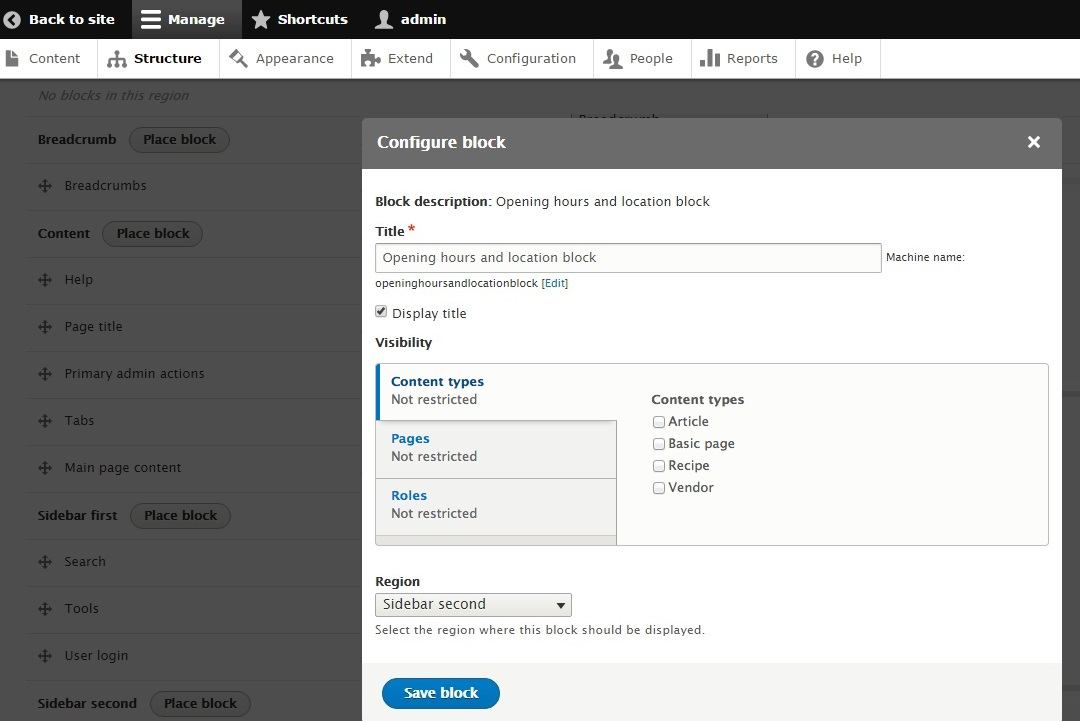 Back to site Manage Shortcuts admin
Content Structure Appearance Extend Configuration People Reports Help
No blocks in this region
Breadcrumb Place block
Breadcrumbs
Content Place block
Help
Page title
Primary admin actions
Tabs
Main page content
Sidebar first Place block
Search
Tools
User login
Sidebar second Place block
Breadcrumb
Configure block
Block description: Opening hours and location block
Title *
Opening hours and location block Machine name:
openinghoursandlocationblock [Edit]
Display title
Visibility
Content types
Not restricted
Pages
Not restricted
Roles
Not restricted
Content types
Article
Basic page
Recipe
Vendor
Region
Sidebar second
Select the region where this block should be displayed.
Save block